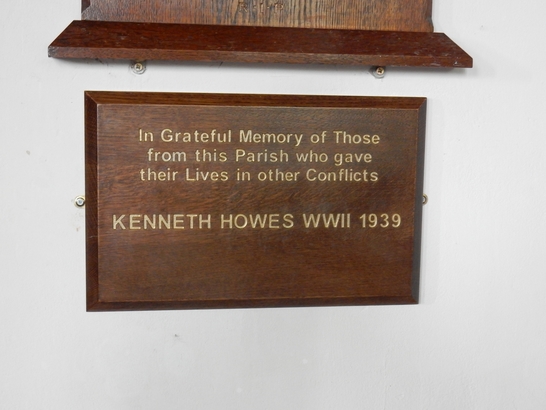 In Grateful Memory of Those
from this Parish who gave
their Lives in other Conflicts
KENNETH HOWES WWII 1939